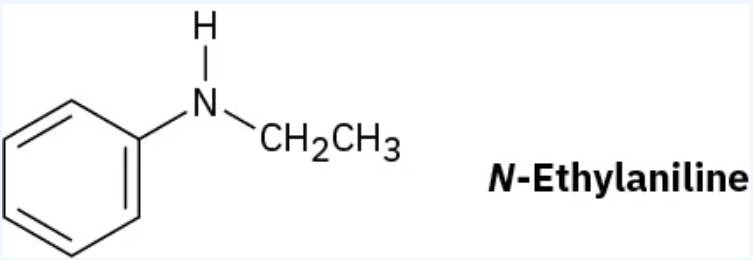 H
N
CH₂CH₃
N-Ethylaniline